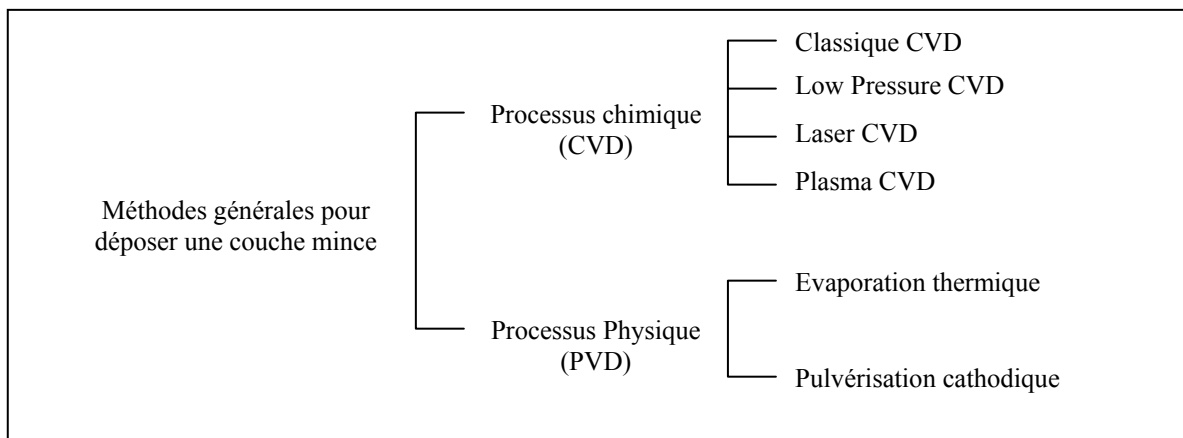 Méthodes générales pour
déposer une couche mince
Processus chimique
(CVD)
Classique CVD
Low Pressure CVD
Laser CVD
Plasma CVD
Processus Physique
(PVD)
Evaporation thermique
Pulvérisation cathodique